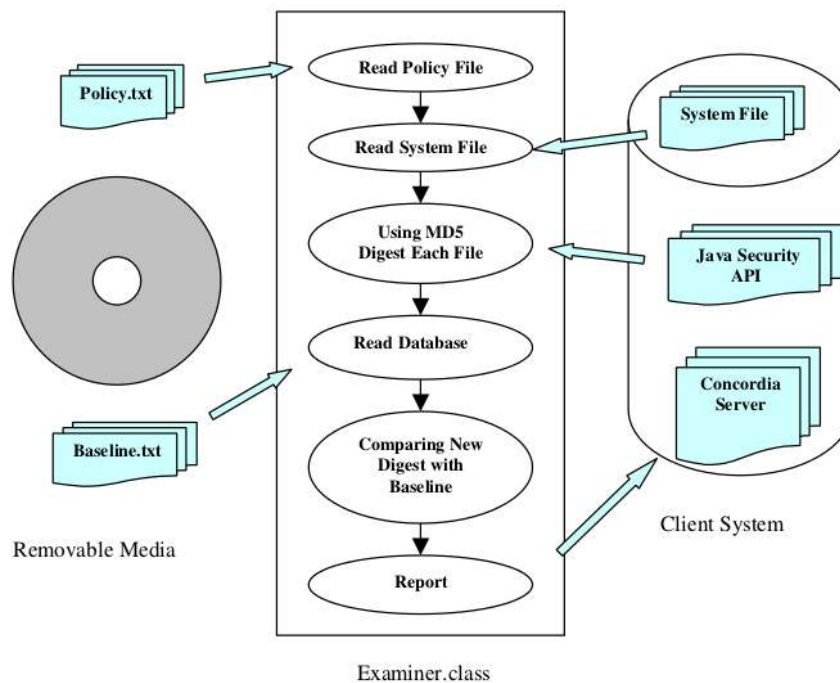 Read Policy File
Policy.txt
System File
Read System File
Using MD5
Digest Each File
Java Security
API
Read Database
Concordia
Server
Baseline.txt
Comparing New
Digest with
Baseline
Client System
Removable Media
Report
Examiner.class